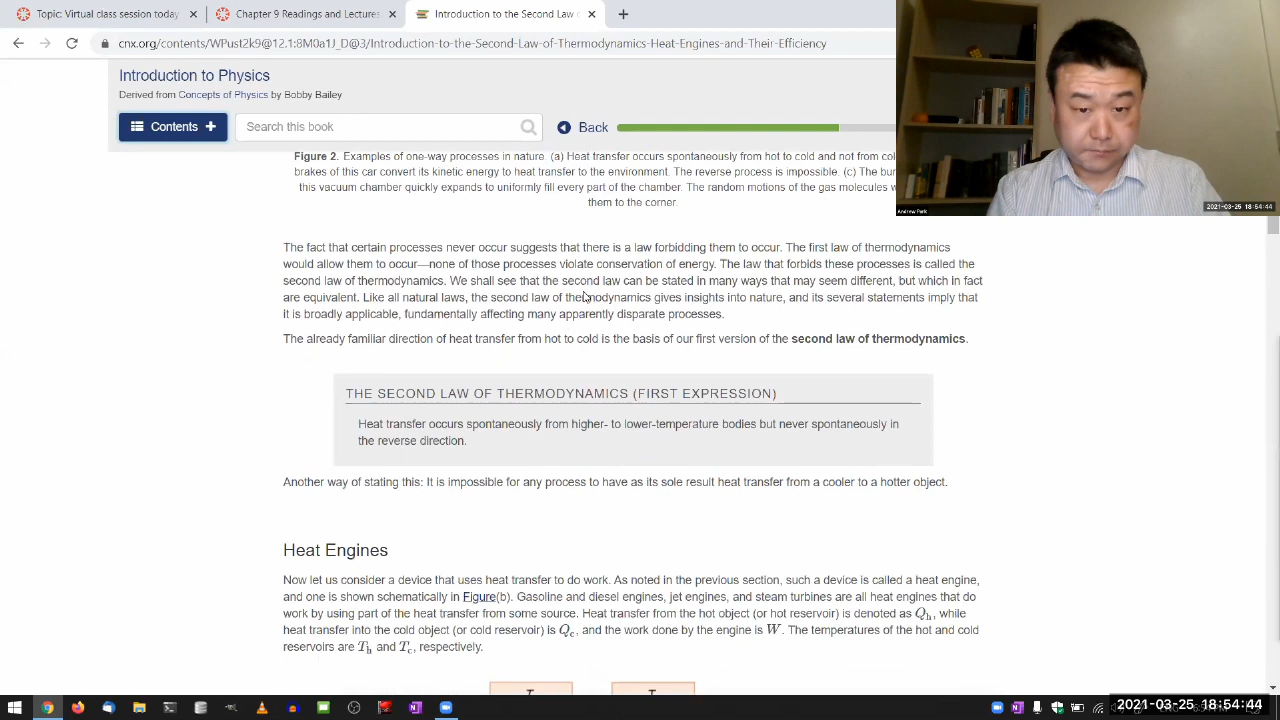 Topic: Virtual class session today
Chapter 9 Readings and Lectures
Introduction to the Second Law
cnx.org/contents/WPust2k9@12.1:8M0a1J_D@3/Introduction-to-the-Second-Law-of-Thermodynamics-Heat-Engines-and-Their-Efficiency
Introduction to Physics
Derived from Concepts of Physics by Bobby Bailey
Contents
Search this book
Back
Andrew Park
2021-03-25 18:54:44
Figure 2. Examples of one-way processes in nature. (a) Heat transfer occurs spontaneously from hot to cold and not from col
brakes of this car convert its kinetic energy to heat transfer to the environment. The reverse process is impossible. (c) The bur
this vacuum chamber quickly expands to uniformly fill every part of the chamber. The random motions of the gas molecules w
them to the corner.
The fact that certain processes never occur suggests that there is a law forbidding them to occur. The first law of thermodynamics
would allow them to occur—none of those processes violate conservation of energy. The law that forbids these processes is called the
second law of thermodynamics. We shall see that the second law can be stated in many ways that may seem different, but which in fact
are equivalent. Like all natural laws, the second law of thermodynamics gives insights into nature, and its several statements imply that
it is broadly applicable, fundamentally affecting many apparently disparate processes.
The already familiar direction of heat transfer from hot to cold is the basis of our first version of the second law of thermodynamics.
THE SECOND LAW OF THERMODYNAMICS (FIRST EXPRESSION)
Heat transfer occurs spontaneously from higher- to lower-temperature bodies but never spontaneously in
the reverse direction.
Another way of stating this: It is impossible for any process to have as its sole result heat transfer from a cooler to a hotter object.
Heat Engines
Now let us consider a device that uses heat transfer to do work. As noted in the previous section, such a device is called a heat engine,
and one is shown schematically in Figure(b). Gasoline and diesel engines, jet engines, and steam turbines are all heat engines that do
work by using part of the heat transfer from some source. Heat transfer from the hot object (or hot reservoir) is denoted as Qh, while
heat transfer into the cold object (or cold reservoir) is Qc, and the work done by the engine is W. The temperatures of the hot and cold
reservoirs are Th and Tc, respectively.
2021-03-25 18:54:44